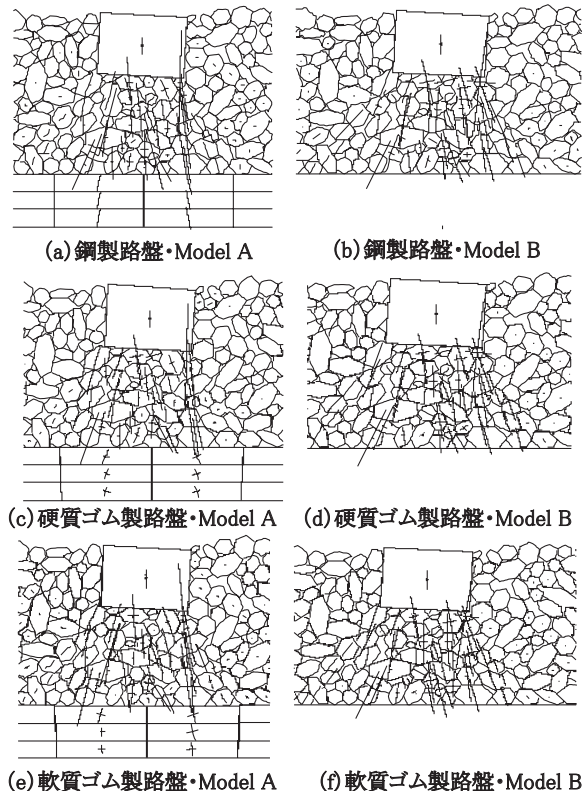 (a)鋼製路盤・Model A
(b)鋼製路盤・Model B
(c)硬質ゴム製路盤・Model A
(d)硬質ゴム製路盤・Model B
(e)軟質ゴム製路盤・Model A
(f)軟質ゴム製路盤・Model B